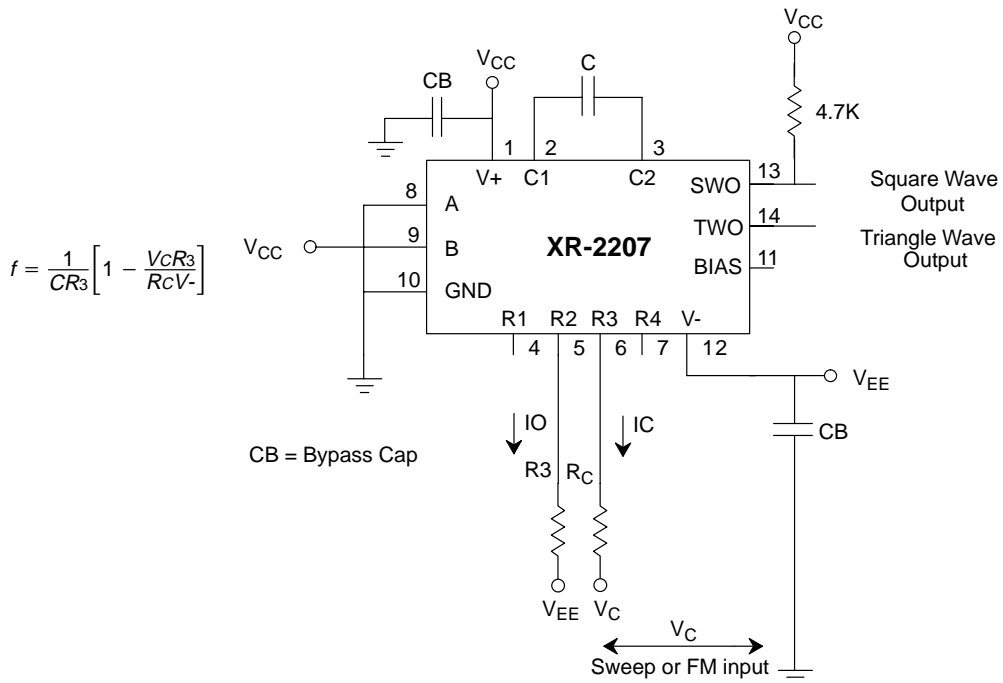 VCC
VCC
C
CB
4.7K
1
2
3
V+
C1
C2
13
SWO
Square Wave
Output
8
A
14
TWO
Triangle Wave
Output
9
B
VCC
XR-2207
11
BIAS
f = 1/CR3 [1 - VCR3/RCV-]
10
GND
R1
R2
R3
R4
V-
4
5
6
7
12
VEE
IO
IC
CB
CB = Bypass Cap
R3
RC
VEE
VC
VC
Sweep or FM input